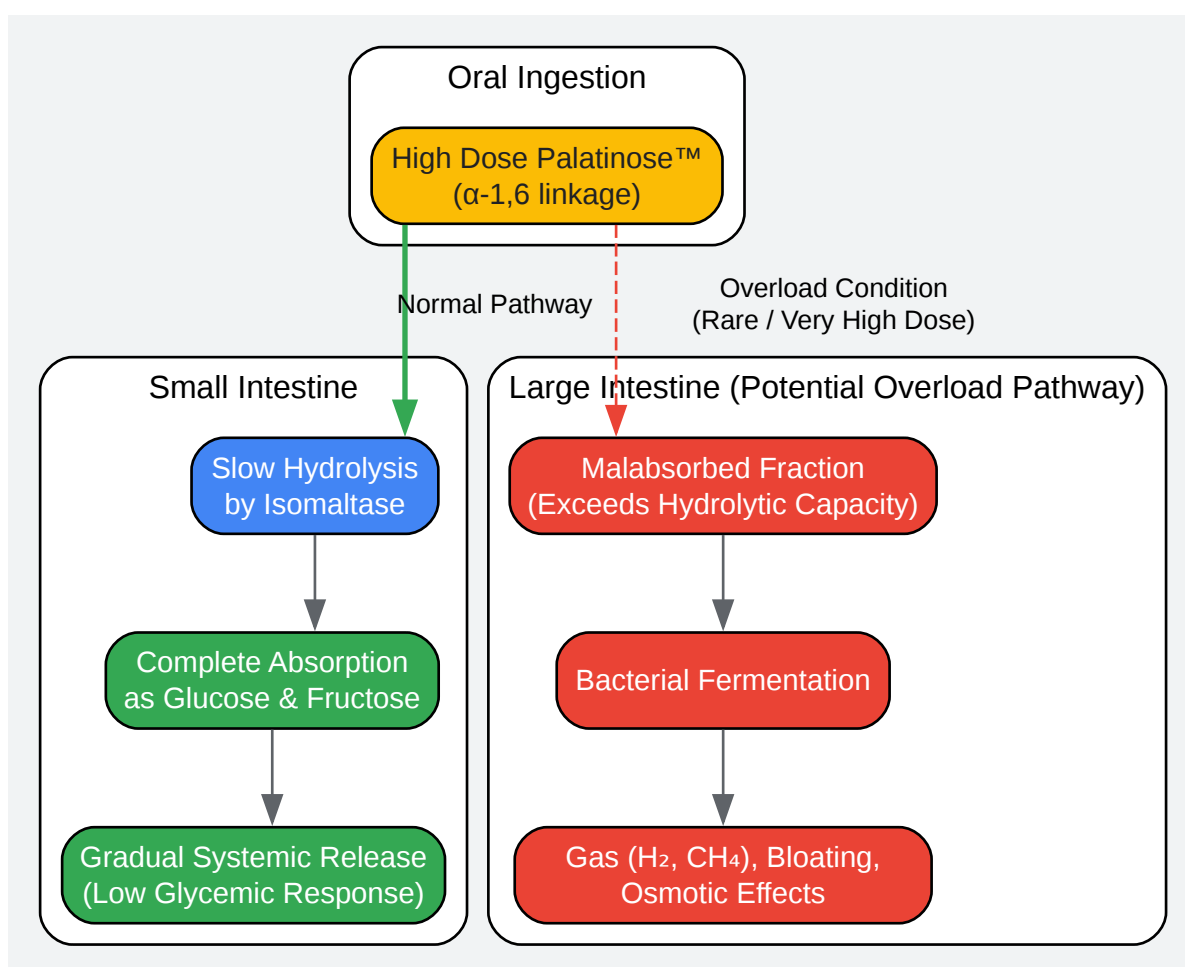 Oral Ingestion
High Dose Palatinose™
(α-1,6 linkage)
Normal Pathway
Overload Condition
(Rare / Very High Dose)
Small Intestine
Slow Hydrolysis
by Isomaltase
Complete Absorption
as Glucose & Fructose
Gradual Systemic Release
(Low Glycemic Response)
Large Intestine (Potential Overload Pathway)
Malabsorbed Fraction
(Exceeds Hydrolytic Capacity)
Bacterial Fermentation
Gas (H₂, CH₄), Bloating,
Osmotic Effects